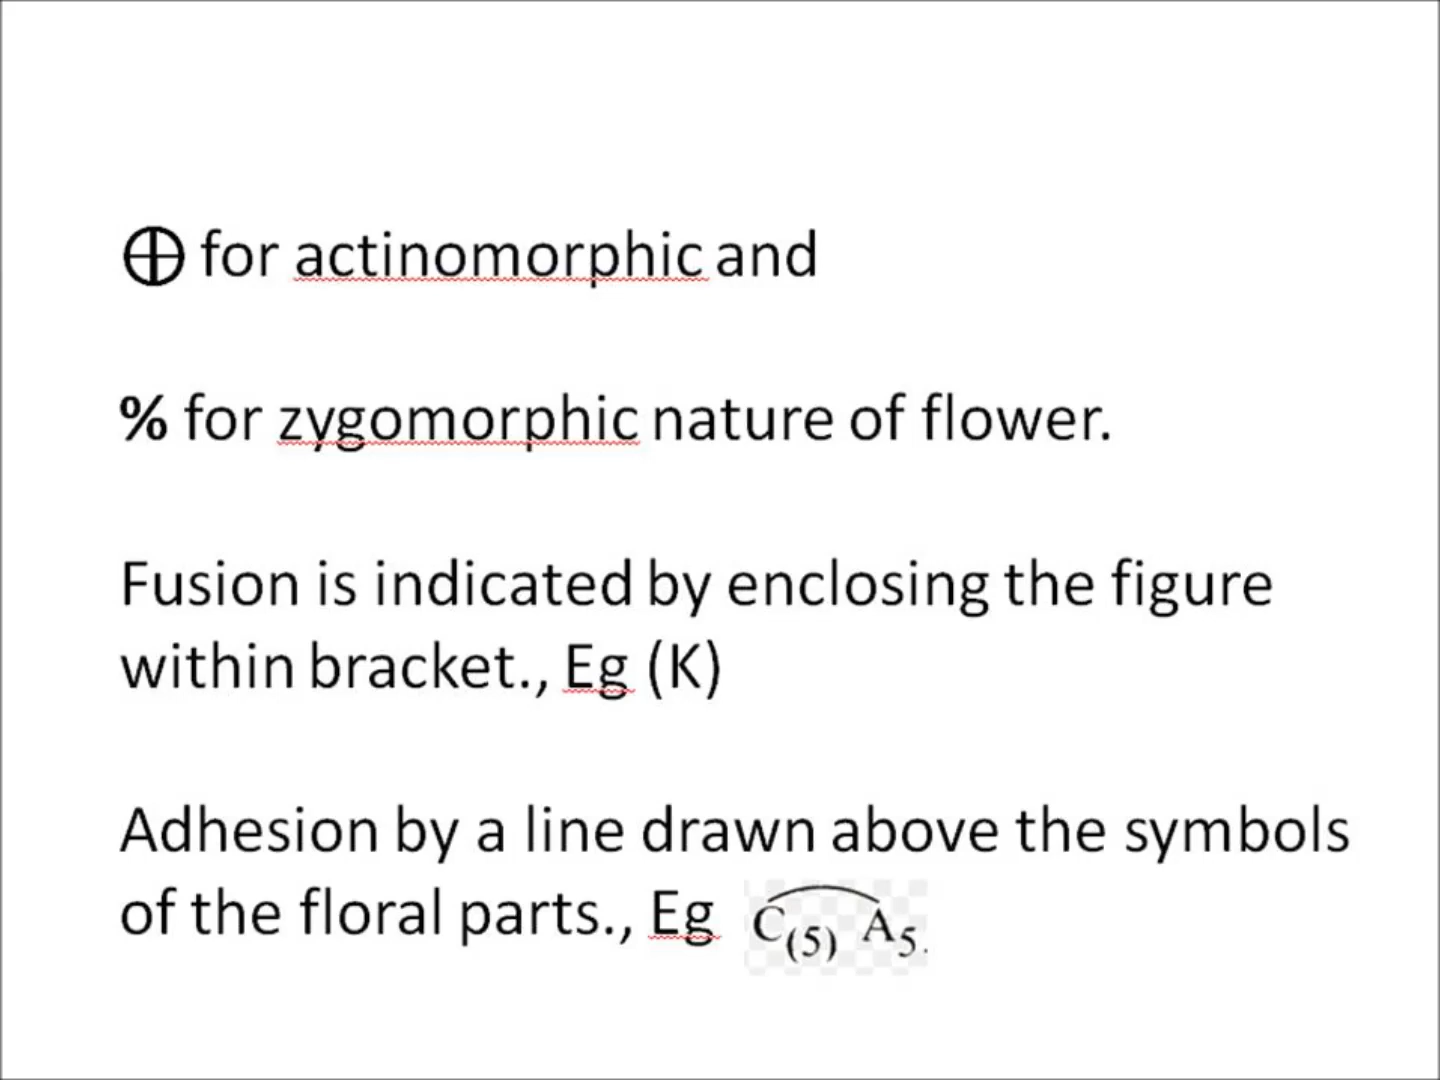 ⊕ for actinomorphic and
% for zygomorphic nature of flower.
Fusion is indicated by enclosing the figure
within bracket., Eg (K)
Adhesion by a line drawn above the symbols
of the floral parts., Eg C(5) A5.